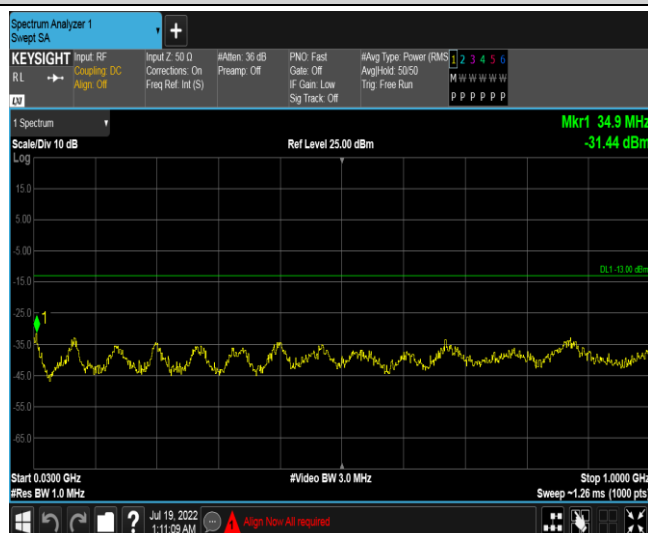 Spectrum Analyzer 1
Swept SA
+
KEYSIGHT Input: RF Input Z: 50 Ω #Atten: 36 dB PNO: Fast #Avg Type: Power (RMS 1 2 3 4 5 6
RL Coupling: DC Corrections: On Preamp: Off Gate: Off Avg|Hold: 50/50 M W W W W W
Align: Off Freq Ref: Int (S) IF Gain: Low Trig: Free Run P P P P P P
LXI Sig Track: Off
1 Spectrum Mkr1 34.9 MHz
Scale/Div 10 dB Ref Level 25.00 dBm -31.44 dBm
Log
15.0
5.00
-5.00
DL1 -13.00 dBm
-15.0
-25.0
1
-35.0
-45.0
-55.0
-65.0
Start 0.0300 GHz #Video BW 3.0 MHz Stop 1.0000 GHz
#Res BW 1.0 MHz Sweep ~1.26 ms (1000 pts)
? Jul 19, 2022
1:11:09 AM
Align Now All required